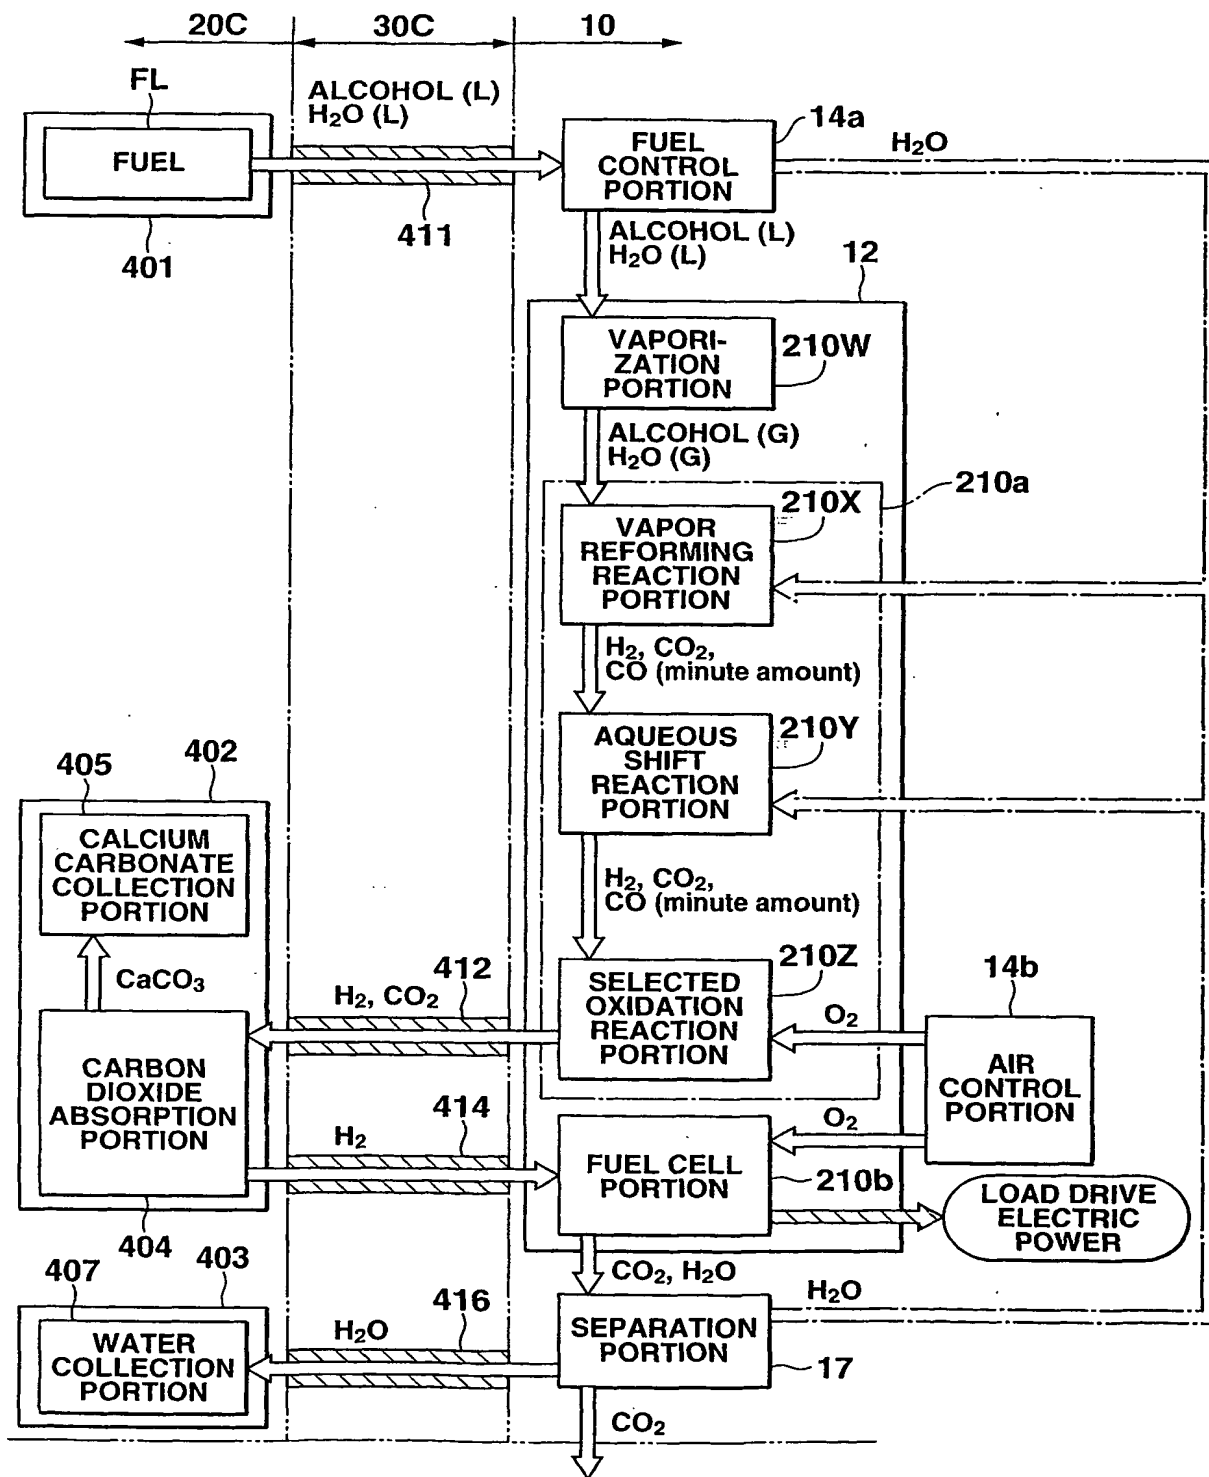 20C
30C
10
FL
ALCOHOL (L)
H2O (L)
FUEL
401
411
FUEL
CONTROL
PORTION
14a
H2O
ALCOHOL (L)
H2O (L)
12
VAPORI-
ZATION
PORTION
210W
ALCOHOL (G)
H2O (G)
210a
VAPOR
REFORMING
REACTION
PORTION
210X
H2, CO2,
CO (minute amount)
AQUEOUS
SHIFT
REACTION
PORTION
210Y
H2, CO2,
CO (minute amount)
405
402
CALCIUM
CARBONATE
COLLECTION
PORTION
CaCO3
CARBON
DIOXIDE
ABSORPTION
PORTION
404
H2, CO2
412
SELECTED
OXIDATION
REACTION
PORTION
210Z
O2
14b
AIR
CONTROL
PORTION
O2
H2
414
FUEL CELL
PORTION
210b
LOAD DRIVE
ELECTRIC
POWER
CO2, H2O
407
403
WATER
COLLECTION
PORTION
H2O
416
SEPARATION
PORTION
H2O
17
CO2